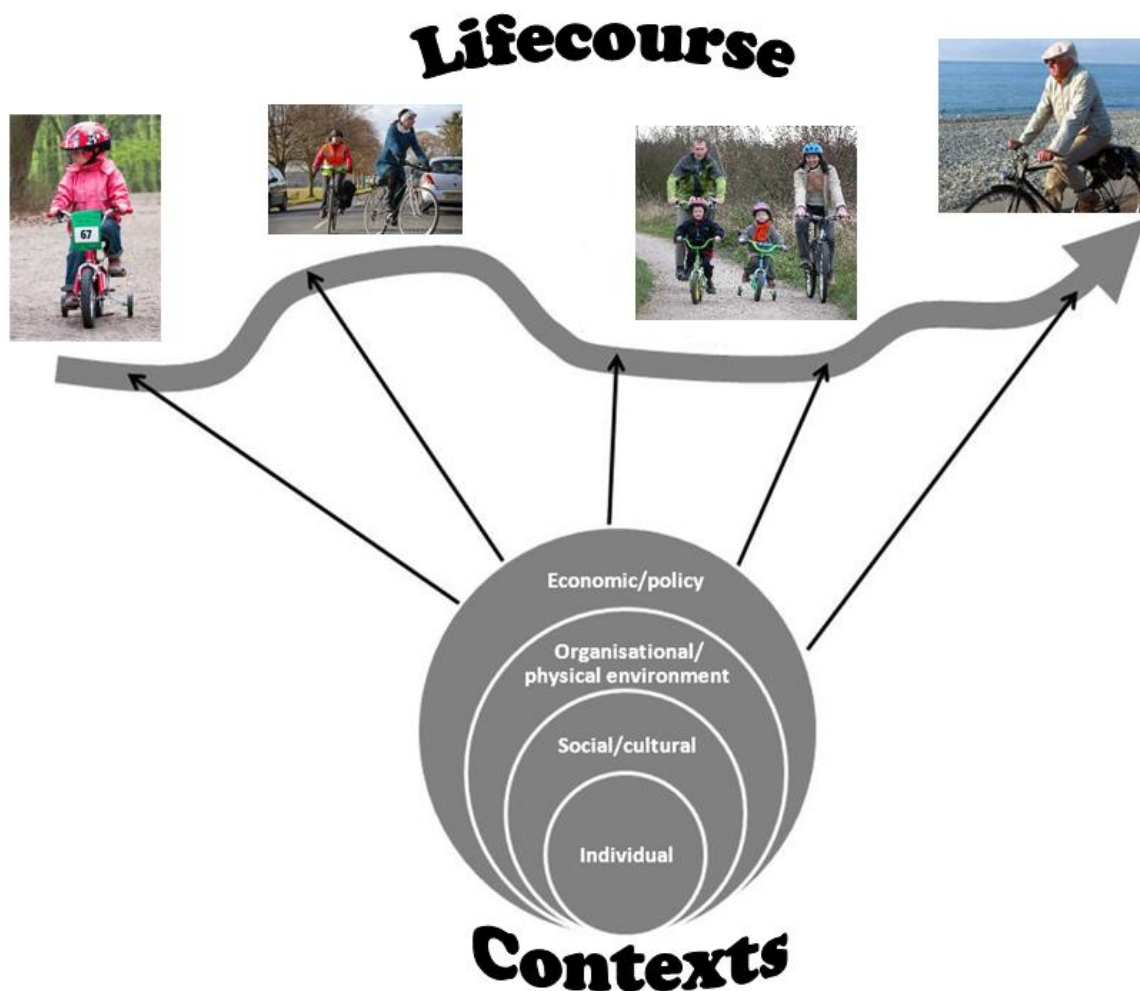 Lifecourse
67
Economic/policy
Organisational/
physical environment
Social/cultural
Individual
Contexts